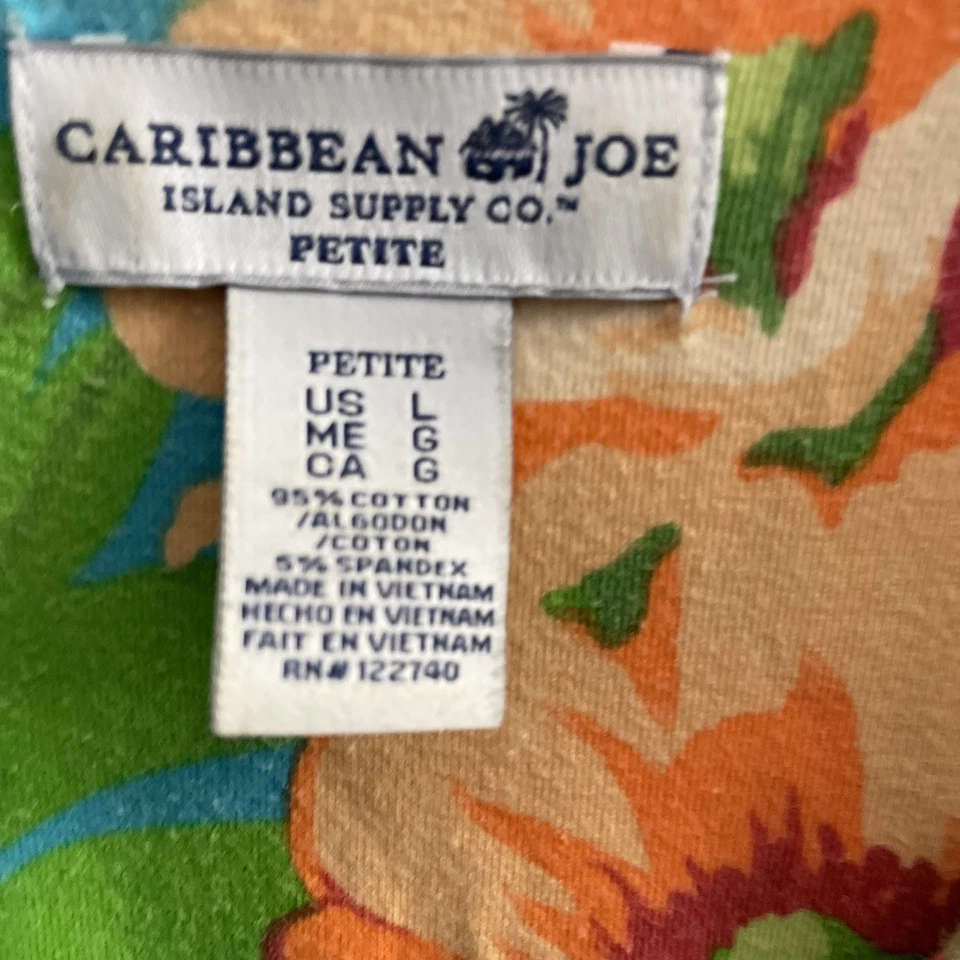 CARIBBEAN JOE
ISLAND SUPPLY CO.™
PETITE
PETITE
US L
ME G
CA G
95% COTTON
/ALGODON
/COTON
5% SPANDEX
MADE IN VIETNAM
HECHO EN VIETNAM
FAIT EN VIETNAM
RN# 122740